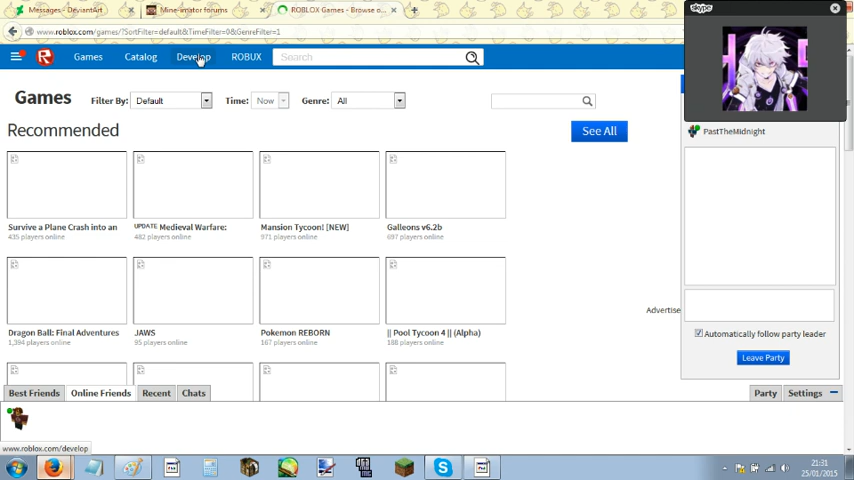 Messages - DeviantArt
Mine-imator forums
ROBLOX Games - Browse o...
skype
www.roblox.com/games/?SortFilter=default&TimeFilter=0&GenreFilter=1
Games
Catalog
Develop
ROBUX
Search
Games
Filter By:
Default
Time:
Now
Genre:
All
Recommended
See All
PastTheMidnight
Survive a Plane Crash into an
UPDATE Medieval Warfare:
Mansion Tycoon! [NEW]
Galleons v6.2b
435 players online
482 players online
971 players online
697 players online
Advertise
Dragon Ball: Final Adventures
JAWS
Pokemon REBORN
|| Pool Tycoon 4 || (Alpha)
1,394 players online
95 players online
167 players online
188 players online
Automatically follow party leader
Leave Party
Best Friends
Online Friends
Recent
Chats
Party
Settings
www.roblox.com/develop
21:31
25/01/2015